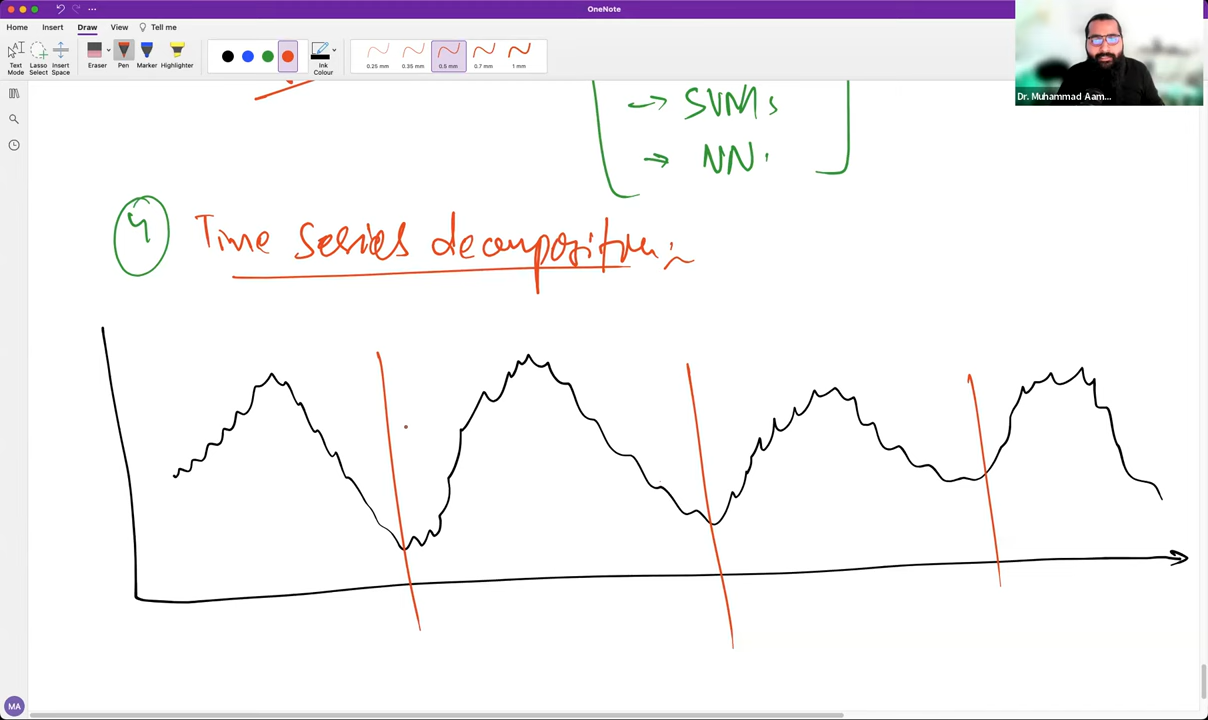 OneNote
Home Insert Draw View Tell me
Text Mode
Lasso Select
Insert Space
Eraser
Pen
Marker
Highlighter
Ink Colour
0.25 mm
0.35 mm
0.5 mm
0.7 mm
1 mm
Dr. Muhammad Aam...
→ SVMs
→ NN
4 Time Series decomposition:~
MA